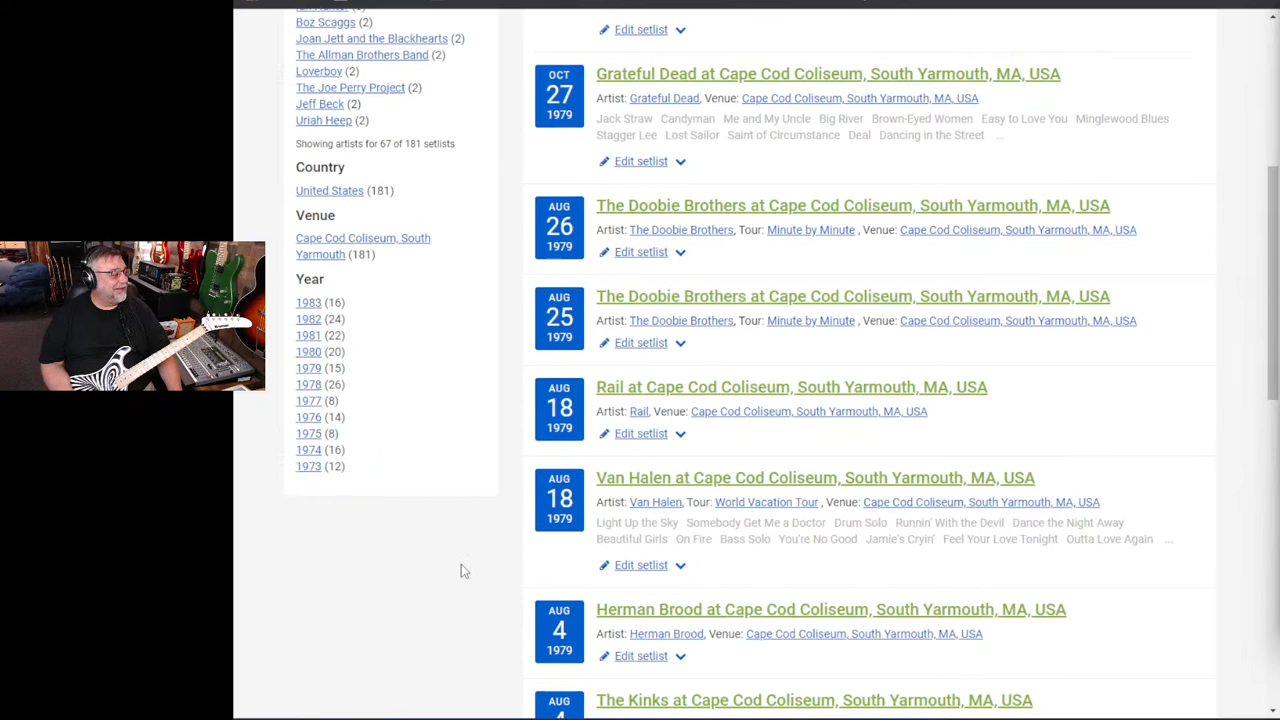 Boz Scaggs (2)
Joan Jett and the Blackhearts (2)
The Allman Brothers Band (2)
Loverboy (2)
The Joe Perry Project (2)
Jeff Beck (2)
Uriah Heep (2)
Showing artists for 67 of 181 setlists
Country
United States (181)
Venue
Cape Cod Coliseum, South
Yarmouth (181)
Year
1983 (16)
1982 (24)
1981 (22)
1980 (20)
1979 (15)
1978 (26)
1977 (8)
1976 (14)
1975 (8)
1974 (16)
1973 (12)
Edit setlist
OCT
27
1979
Grateful Dead at Cape Cod Coliseum, South Yarmouth, MA, USA
Artist: Grateful Dead, Venue: Cape Cod Coliseum, South Yarmouth, MA, USA
Jack Straw Candyman Me and My Uncle Big River Brown-Eyed Women Easy to Love You Minglewood Blues
Stagger Lee Lost Sailor Saint of Circumstance Deal Dancing in the Street ...
Edit setlist
AUG
26
1979
The Doobie Brothers at Cape Cod Coliseum, South Yarmouth, MA, USA
Artist: The Doobie Brothers, Tour: Minute by Minute , Venue: Cape Cod Coliseum, South Yarmouth, MA, USA
Edit setlist
AUG
25
1979
The Doobie Brothers at Cape Cod Coliseum, South Yarmouth, MA, USA
Artist: The Doobie Brothers, Tour: Minute by Minute , Venue: Cape Cod Coliseum, South Yarmouth, MA, USA
Edit setlist
AUG
18
1979
Rail at Cape Cod Coliseum, South Yarmouth, MA, USA
Artist: Rail, Venue: Cape Cod Coliseum, South Yarmouth, MA, USA
Edit setlist
AUG
18
1979
Van Halen at Cape Cod Coliseum, South Yarmouth, MA, USA
Artist: Van Halen, Tour: World Vacation Tour , Venue: Cape Cod Coliseum, South Yarmouth, MA, USA
Light Up the Sky Somebody Get Me a Doctor Drum Solo Runnin' With the Devil Dance the Night Away
Beautiful Girls On Fire Bass Solo You're No Good Jamie's Cryin' Feel Your Love Tonight Outta Love Again ...
Edit setlist
AUG
4
1979
Herman Brood at Cape Cod Coliseum, South Yarmouth, MA, USA
Artist: Herman Brood, Venue: Cape Cod Coliseum, South Yarmouth, MA, USA
Edit setlist
AUG
The Kinks at Cape Cod Coliseum, South Yarmouth, MA, USA